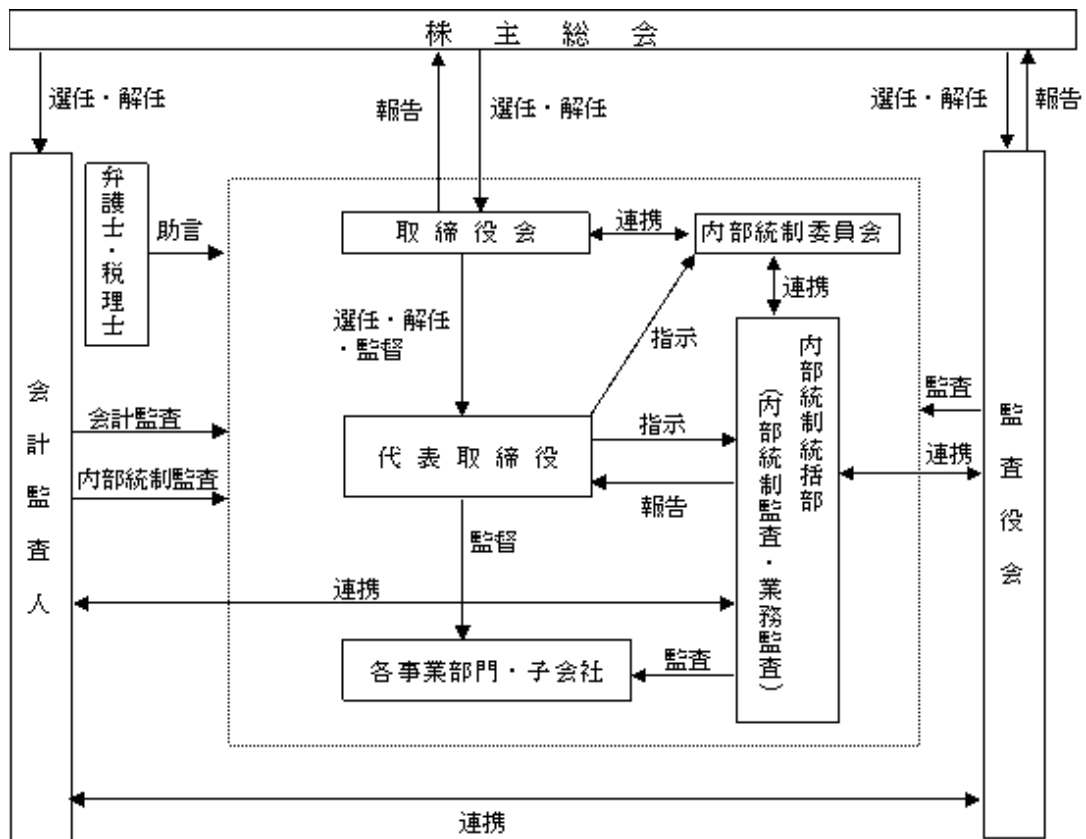 株主総会
選任・解任
報告
選任・解任
選任・解任
報告
弁護士・税理士
助言
取締役会
連携
内部統制委員会
連携
選任・解任
・監督
指示
内部統制統括部
(内部統制監査・業務監査)
会計監査人
会計監査
内部統制監査
代表取締役
指示
報告
監査
連携
監査役会
監督
連携
各事業部門・子会社
監査
連携